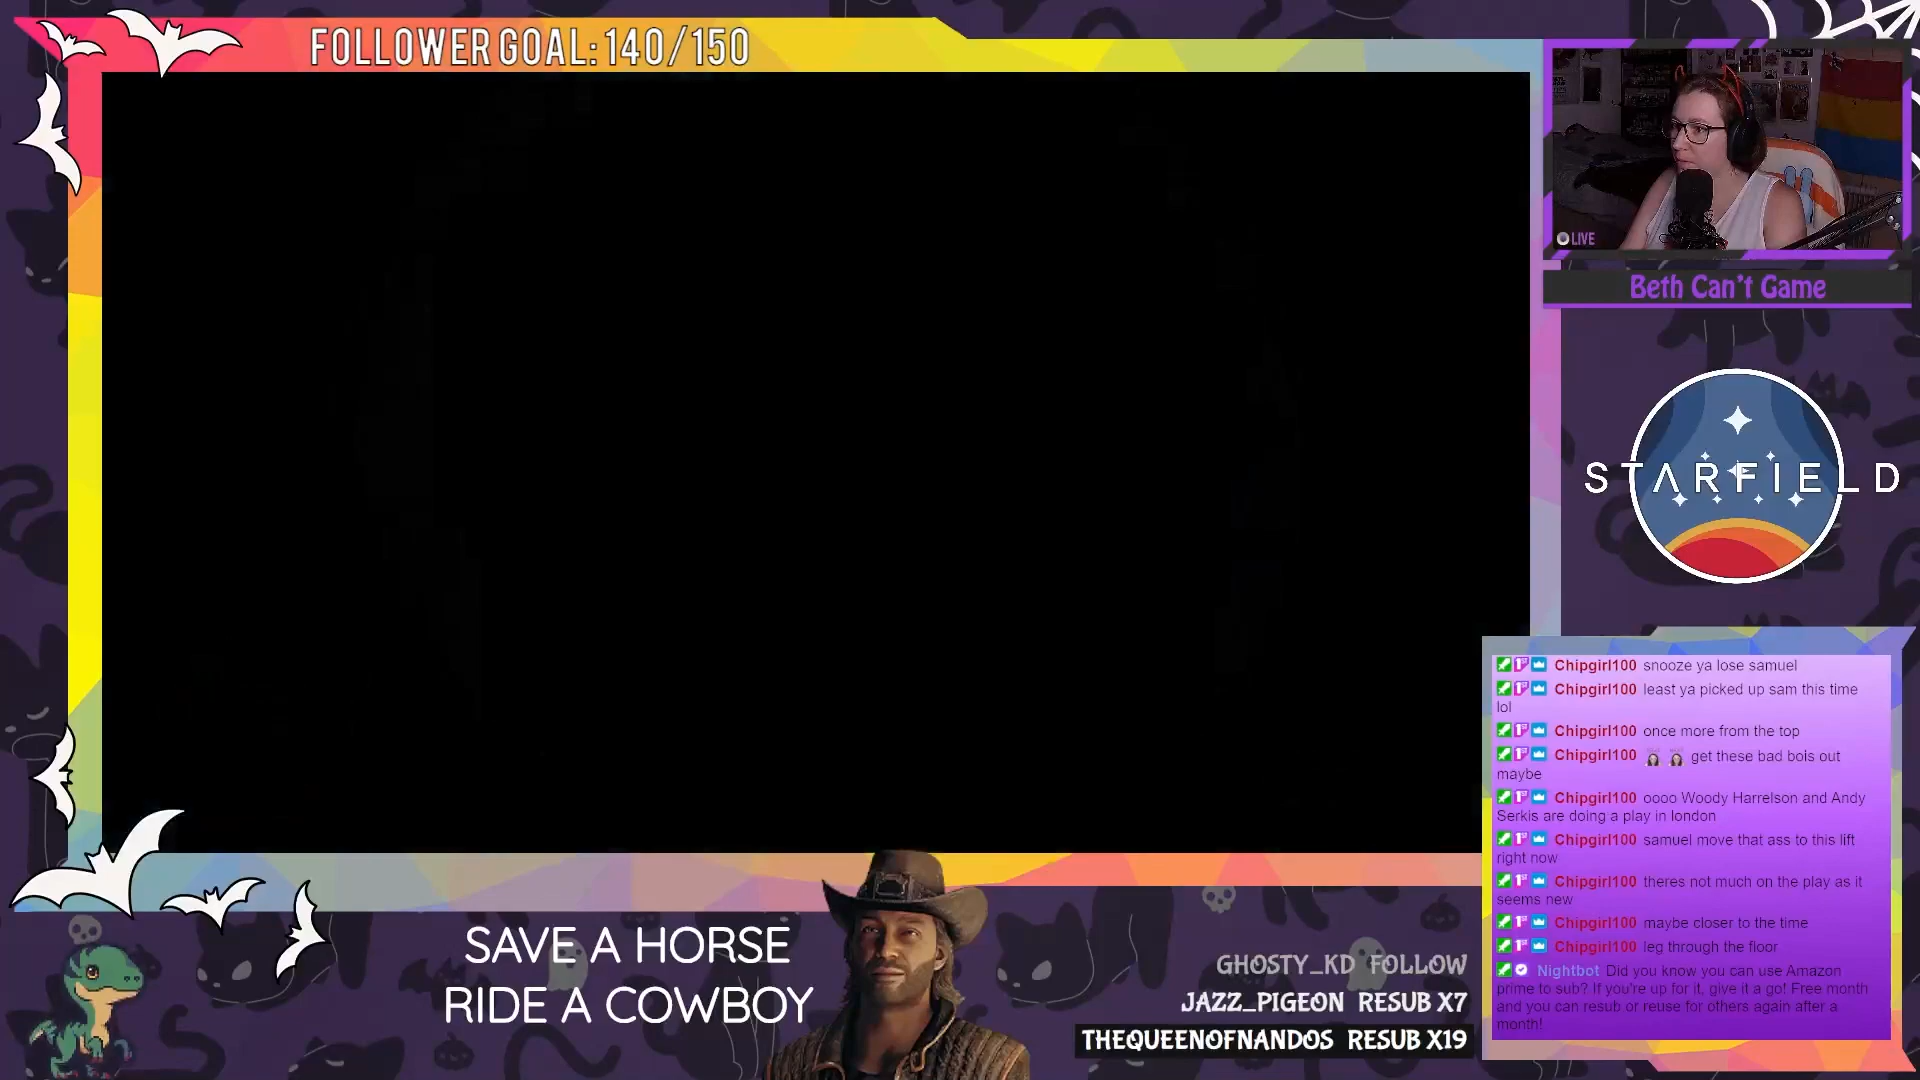 FOLLOWER GOAL: 140/150
LIVE
Beth Can't Game
STARFIELD
Chipgirl100 snooze ya lose samuel
Chipgirl100 least ya picked up sam this time
lol
Chipgirl100 once more from the top
Chipgirl100 get these bad bois out
maybe
Chipgirl100 oooo Woody Harrelson and Andy
Serkis are doing a play in london
Chipgirl100 samuel move that ass to this lift
right now
Chipgirl100 theres not much on the play as it
seems new
Chipgirl100 maybe closer to the time
Chipgirl100 leg through the floor
Nightbot Did you know you can use Amazon
prime to sub? If you're up for it, give it a go! Free month
and you can resub or reuse for others again after a
month!
SAVE A HORSE
RIDE A COWBOY
GHOSTY_KD FOLLOW
JAZZ_PIGEON RESUB X7
THEQUEENOFNANDOS RESUB X19